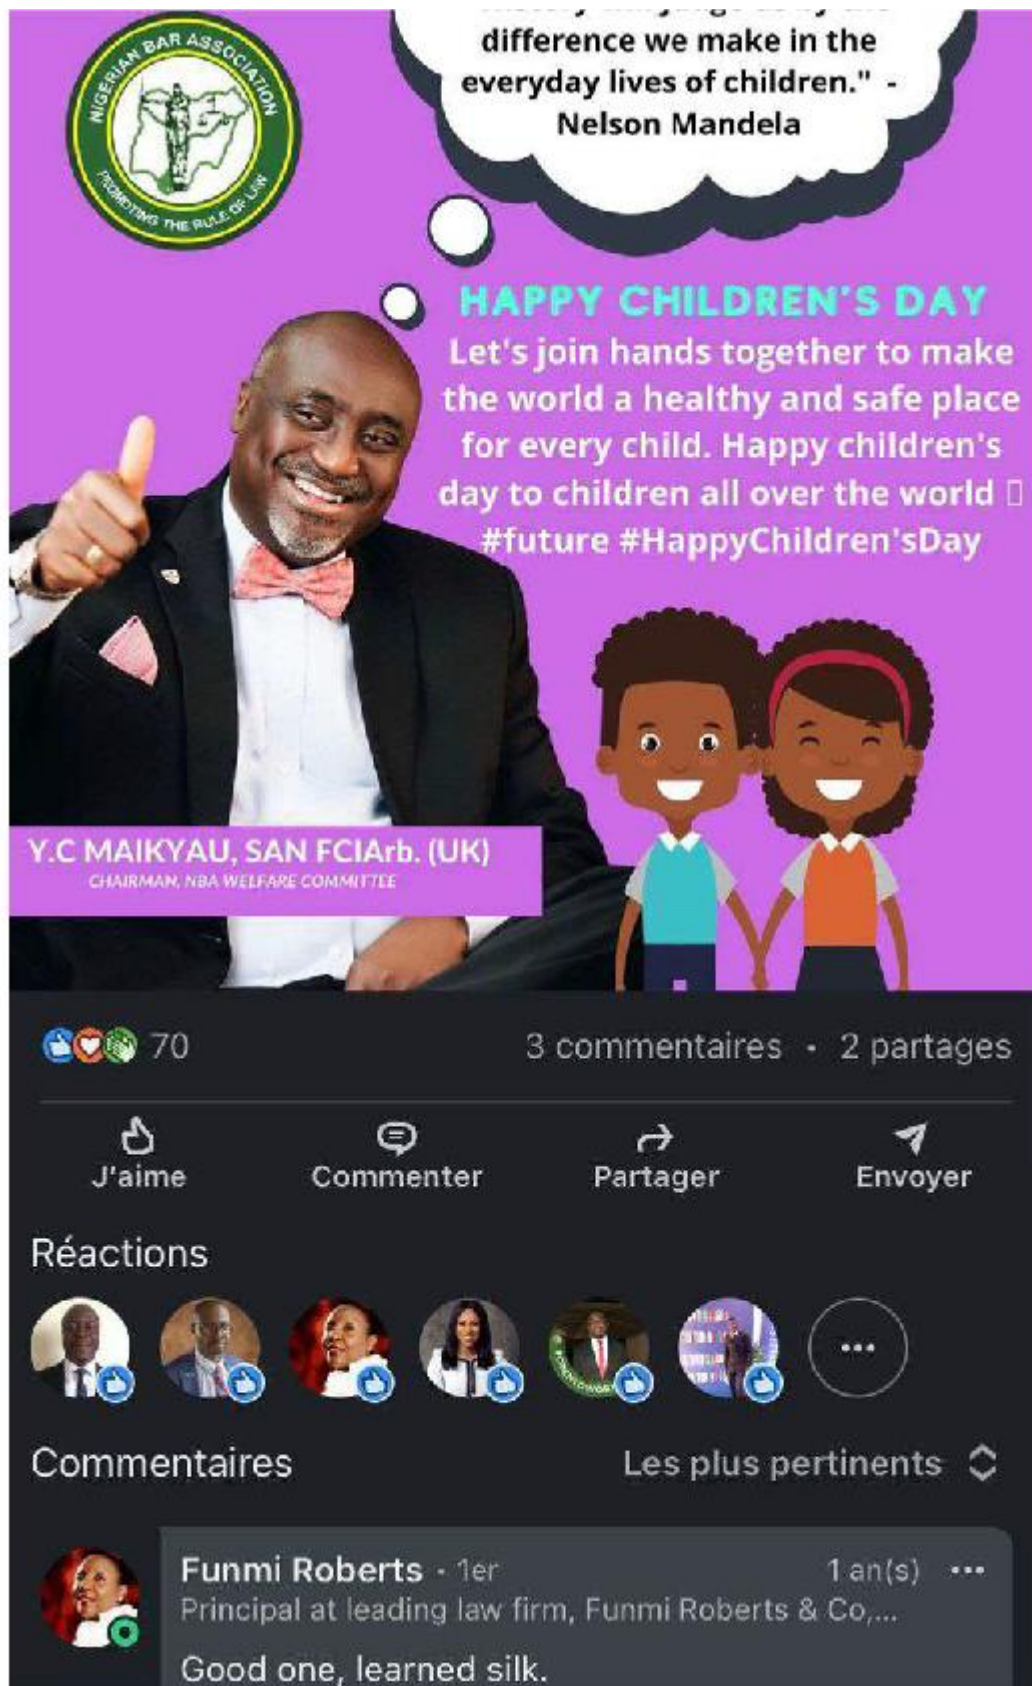 difference we make in the
everyday lives of children." -
Nelson Mandela
NIGERIAN BAR ASSOCIATION
PROMOTING THE RULE OF LAW
HAPPY CHILDREN'S DAY
Let's join hands together to make
the world a healthy and safe place
for every child. Happy children's
day to children all over the world
#future #HappyChildren'sDay
Y.C MAIKYAU, SAN FCIArb. (UK)
CHAIRMAN, NBA WELFARE COMMITTEE
70
3 commentaires • 2 partages
J'aime
Commenter
Partager
Envoyer
Réactions
Commentaires
Les plus pertinents
Funmi Roberts • 1er
1 an(s)
Principal at leading law firm, Funmi Roberts & Co,...
Good one, learned silk.